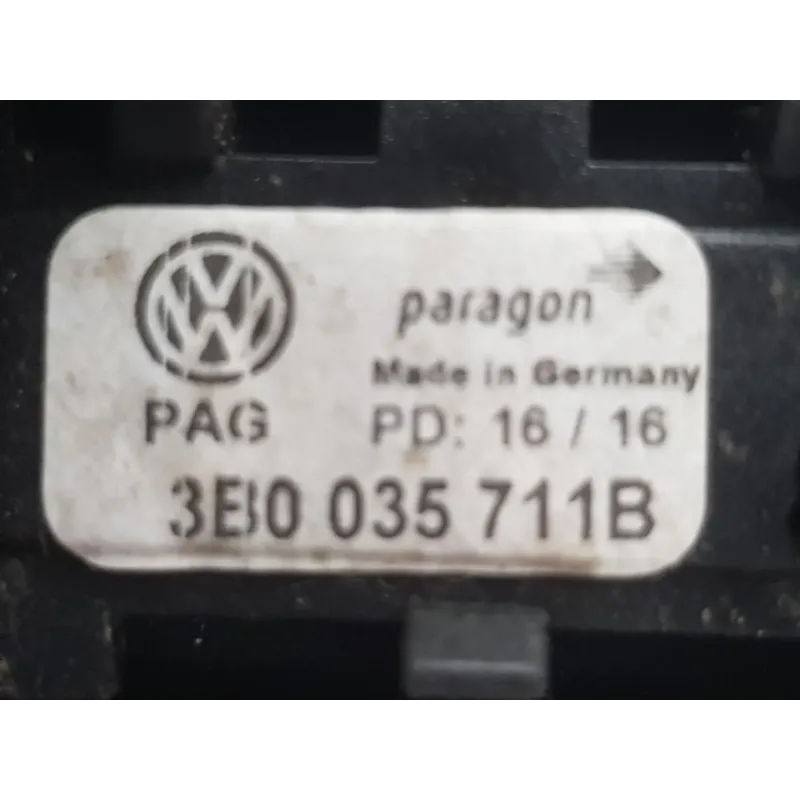 paragon
Made in Germany
PAG PD: 16 / 16
3B0 035 711B